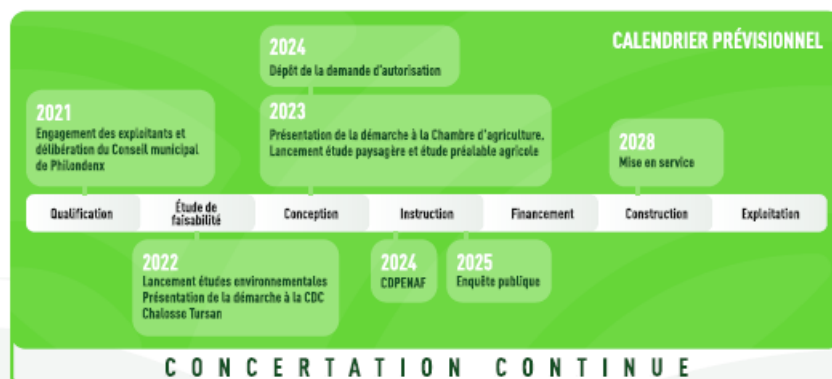 CALENDRIER PRÉVISIONNEL
2024
Dépôt de la demande d'autorisation
2021
Engagement des exploitants et
délibération du Conseil municipal
de Philondenx
2023
Présentation de la démarche à la Chambre d'agriculture.
Lancement étude paysagère et étude préalable agricole
2028
Mise en service
Qualification
Étude de
faisabilité
Conception
Instruction
Financement
Construction
Exploitation
2022
Lancement études environnementales
Présentation de la démarche à la CDC
Chalosse Tursan
2024
CDPENAF
2025
Enquête publique
CONCERTATION CONTINUE